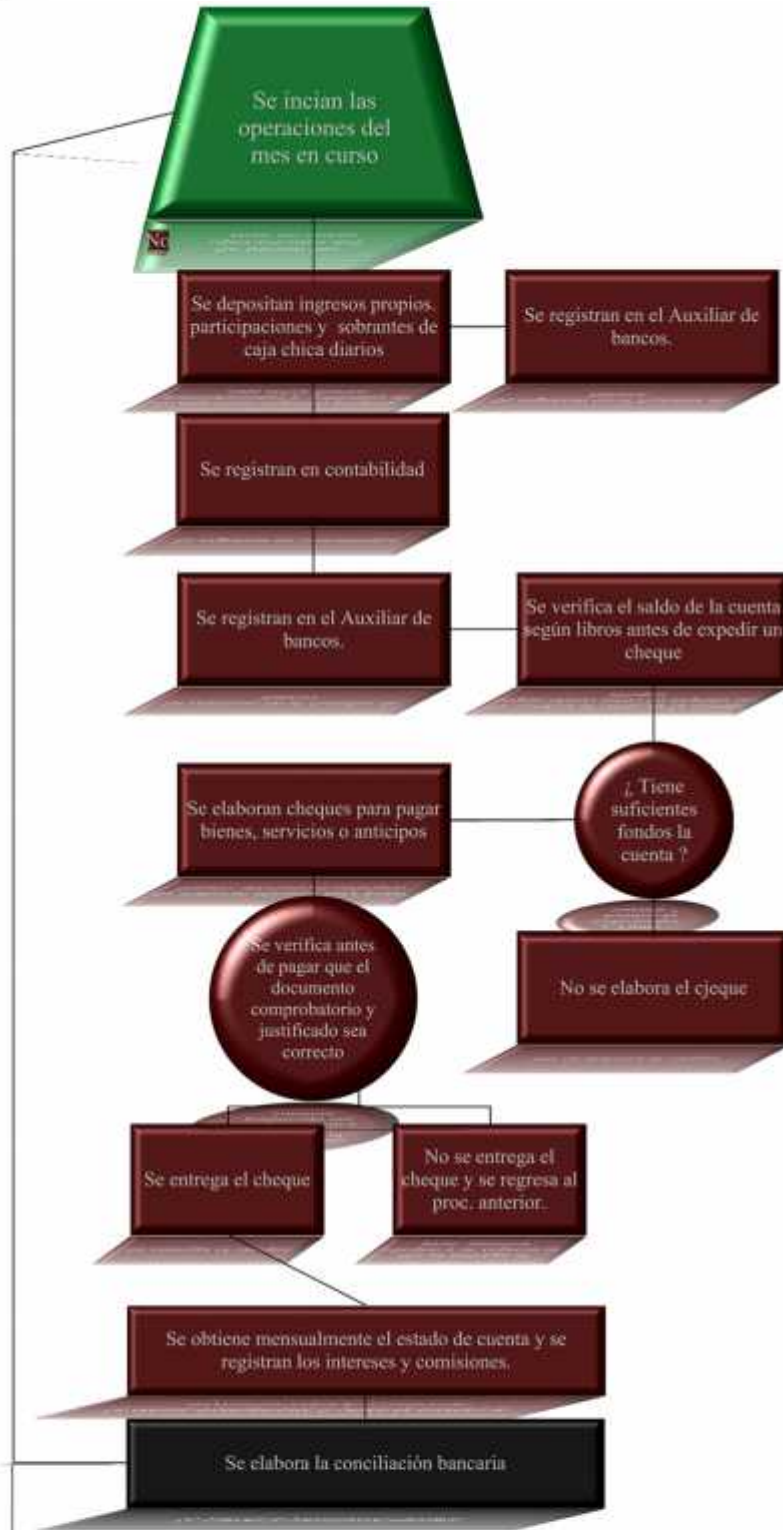 Se incian las
operaciones del
mes en curso
No
Se depositan ingresos propios.
participaciones y sobrantes de
caja chica diarios
Se registran en el Auxiliar de
bancos.
Se registran en contabilidad
Se registran en el Auxiliar de
bancos.
Se verifica el saldo de la cuenta
según libros antes de expedir un
cheque
¿ Tiene
suficientes
fondos la
cuenta ?
Se elaboran cheques para pagar
bienes, servicios o anticipos
Se verifica antes
de pagar que el
documento
comprobatorio y
justificado sea
correcto
No se elabora el cjeque
Se entrega el cheque
No se entrega el
cheque y se regresa al
proc. anterior.
Se obtiene mensualmente el estado de cuenta y se
registran los intereses y comisiones.
Se elabora la conciliación bancaria